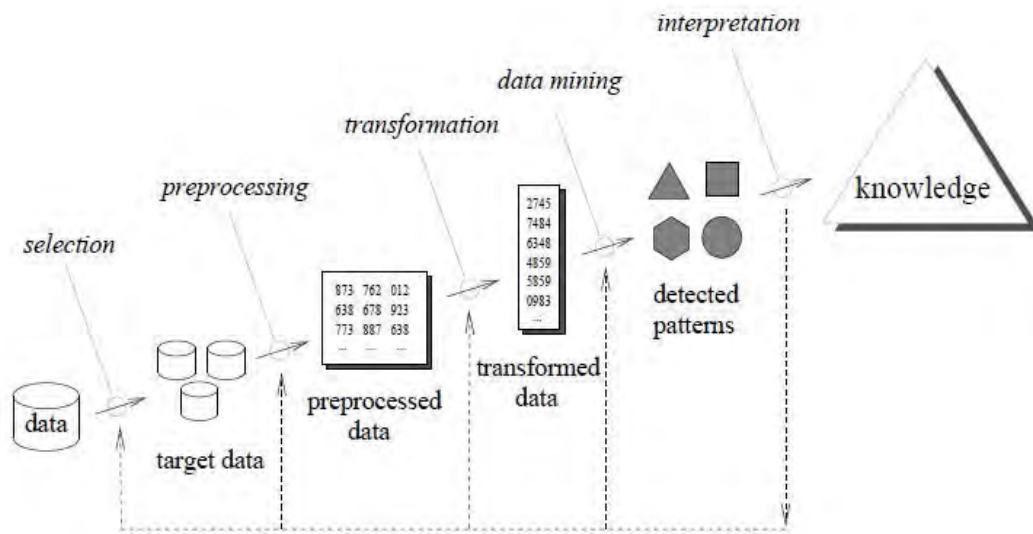 interpretation
data mining
transformation
preprocessing
selection
knowledge
2745
7484
6348
4859
5859
0983
...
873 762 012
638 678 923
773 887 638
... ... ...
detected
patterns
transformed
data
preprocessed
data
data
target data